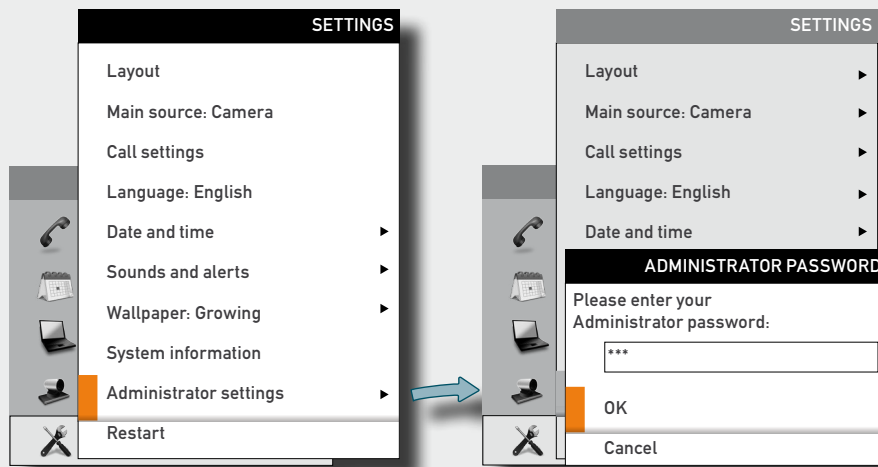 SETTINGS
Layout
Main source: Camera
Call settings
Language: English
Date and time
Sounds and alerts
Wallpaper: Growing
System information
Administrator settings
Restart
SETTINGS
Layout
Main source: Camera
Call settings
Language: English
Date and time
ADMINISTRATOR PASSWORD
Please enter your
Administrator password:
***
OK
Cancel